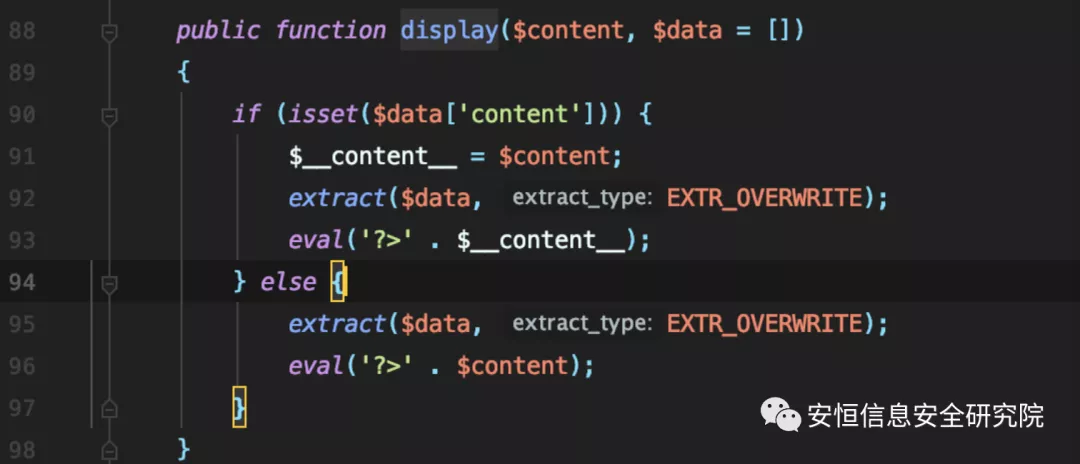 88 public function display($content, $data = [])
89 {
90 if (isset($data['content'])) {
91 $__content__ = $content;
92 extract($data, extract_type: EXTR_OVERWRITE);
93 eval('?>' . $__content__);
94 } else {
95 extract($data, extract_type: EXTR_OVERWRITE);
96 eval('?>' . $content);
97 }
98 }
安恒信息安全研究院